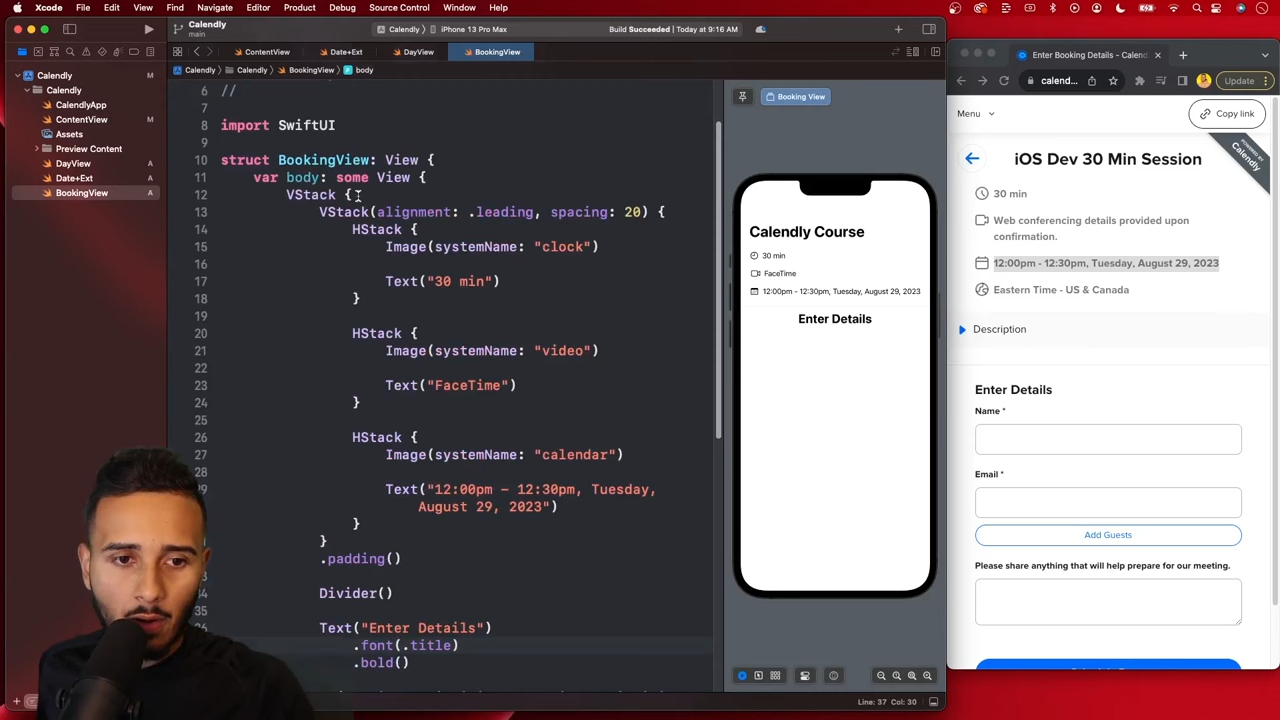 Xcode File Edit View Find Navigate Editor Product Debug Source Control Window Help
Calendly
main
Calendly › iPhone 13 Pro Max
Build Succeeded | Today at 9:16 AM
ContentView
Date+Ext
DayView
BookingView
Calendly › Calendly › BookingView › body
Calendly M
Calendly
CalendlyApp
ContentView M
Assets
Preview Content
DayView A
Date+Ext A
BookingView A
6 //
7
8 import SwiftUI
9
10 struct BookingView: View {
11 var body: some View {
12 VStack {
13 VStack(alignment: .leading, spacing: 20) {
14 HStack {
15 Image(systemName: "clock")
16
17 Text("30 min")
18 }
19
20 HStack {
21 Image(systemName: "video")
22
23 Text("FaceTime")
24 }
25
26 HStack {
27 Image(systemName: "calendar")
28
29 Text("12:00pm - 12:30pm, Tuesday,
August 29, 2023")
}
}
.padding()
Divider()
35
Text("Enter Details")
.font(.title)
.bold()
Line: 37 Col: 30
Booking View
Calendly Course
30 min
FaceTime
12:00pm - 12:30pm, Tuesday, August 29, 2023
Enter Details
Enter Booking Details - Calend
calend...
Update
Menu
Copy link
POWERED BY
Calendly
iOS Dev 30 Min Session
30 min
Web conferencing details provided upon
confirmation.
12:00pm - 12:30pm, Tuesday, August 29, 2023
Eastern Time - US & Canada
Description
Enter Details
Name *
Email *
Add Guests
Please share anything that will help prepare for our meeting.